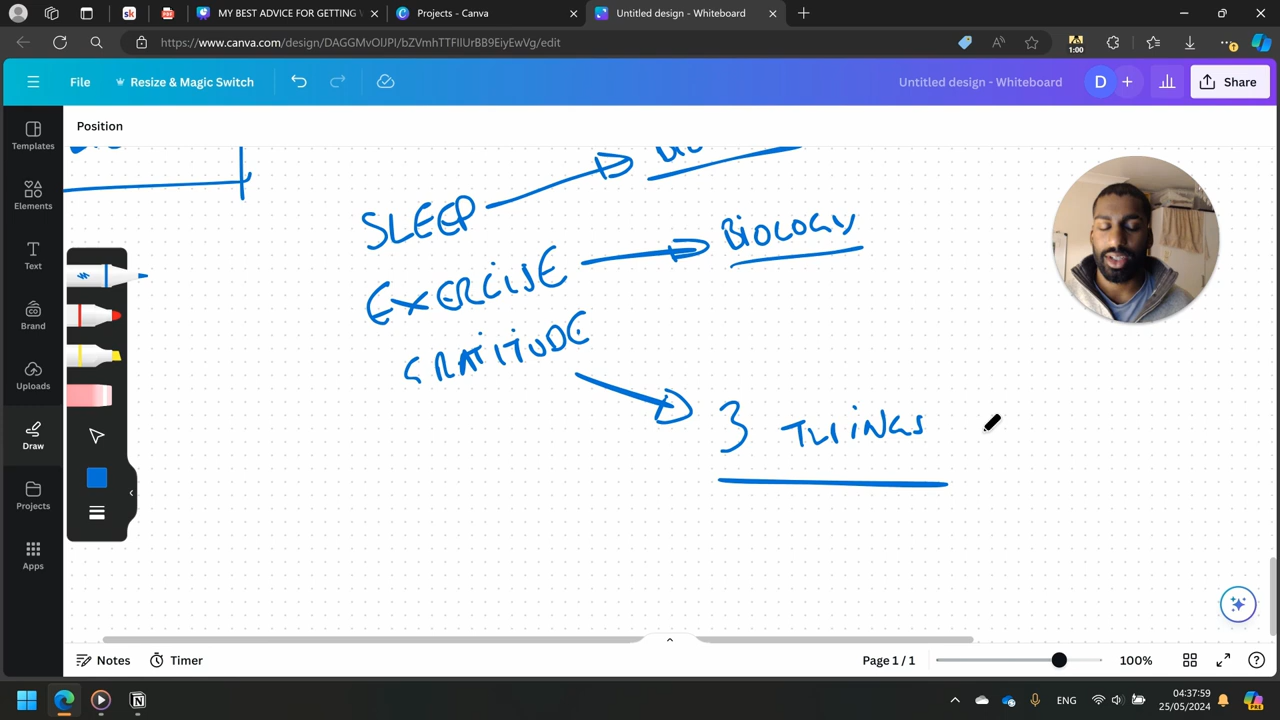 MY BEST ADVICE FOR GETTING
Projects - Canva
Untitled design - Whiteboard
https://www.canva.com/design/DAGGMvOlJPI/bZVmhTTFIlUrBB9EiyEwVg/edit
1:00
File
Resize & Magic Switch
Untitled design - Whiteboard
D
Share
Position
Templates
Elements
Text
Brand
Uploads
Draw
Projects
Apps
SLEEP
BIOLOGY
EXERCISE
GRATITUDE
3 THINGS
Notes
Timer
Page 1 / 1
100%
ENG
04:37:59
25/05/2024